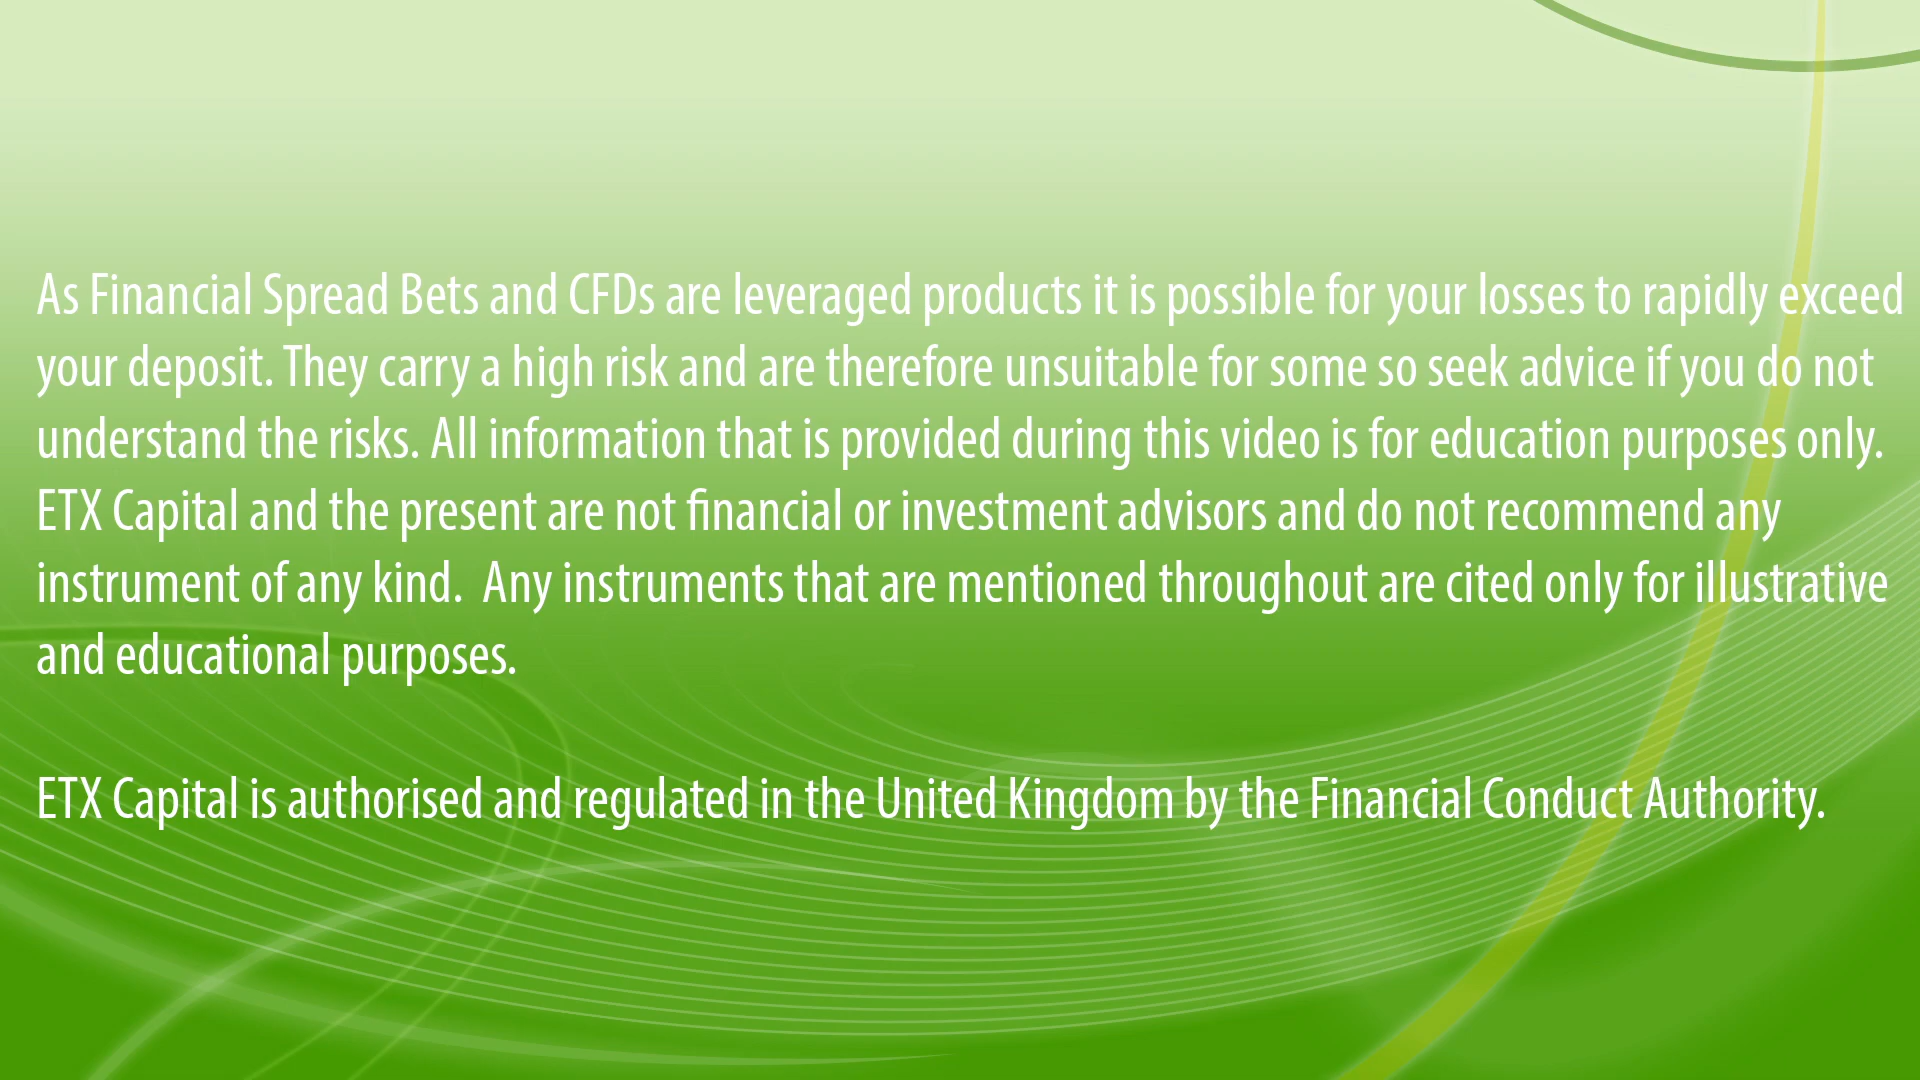 As Financial Spread Bets and CFDs are leveraged products it is possible for your losses to rapidly exceed
your deposit. They carry a high risk and are therefore unsuitable for some so seek advice if you do not
understand the risks. All information that is provided during this video is for education purposes only.
ETX Capital and the present are not financial or investment advisors and do not recommend any
instrument of any kind.  Any instruments that are mentioned throughout are cited only for illustrative
and educational purposes.
ETX Capital is authorised and regulated in the United Kingdom by the Financial Conduct Authority.